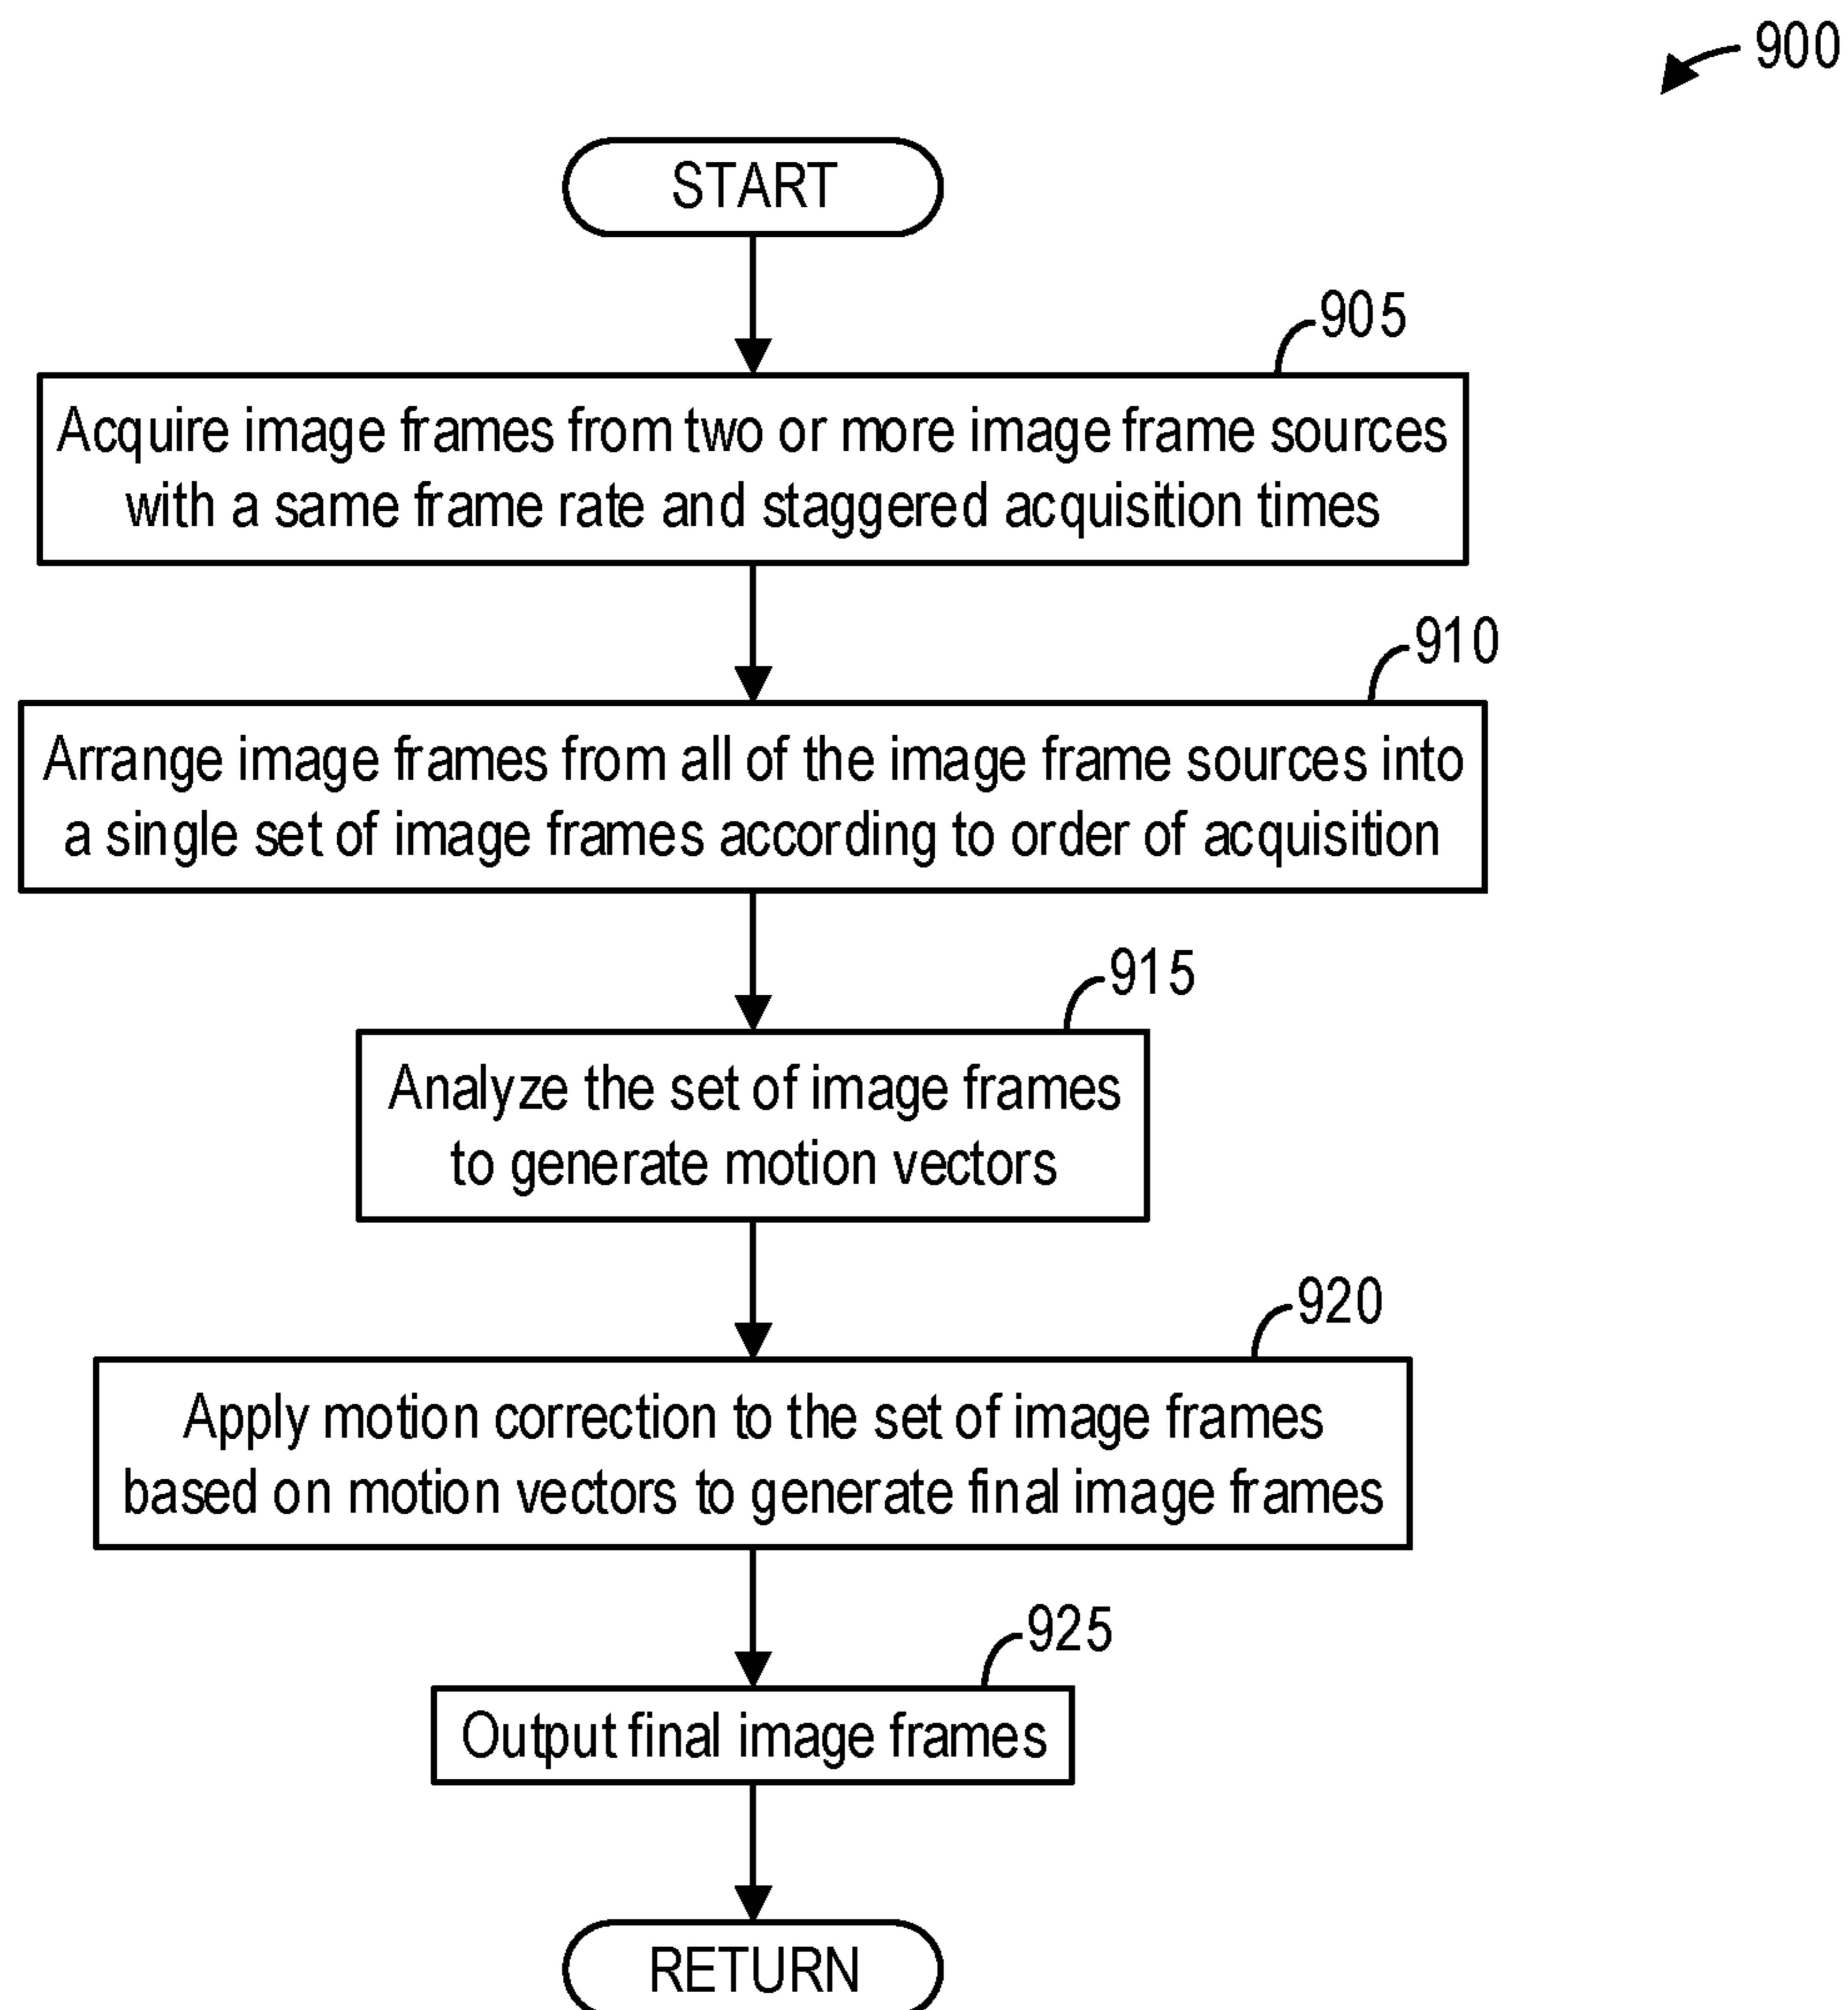 900
START
905
Acquire image frames from two or more image frame sources
with a same frame rate and staggered acquisition times
910
Arrange image frames from all of the image frame sources into
a single set of image frames according to order of acquisition
915
Analyze the set of image frames
to generate motion vectors
920
Apply motion correction to the set of image frames
based on motion vectors to generate final image frames
925
Output final image frames
RETURN